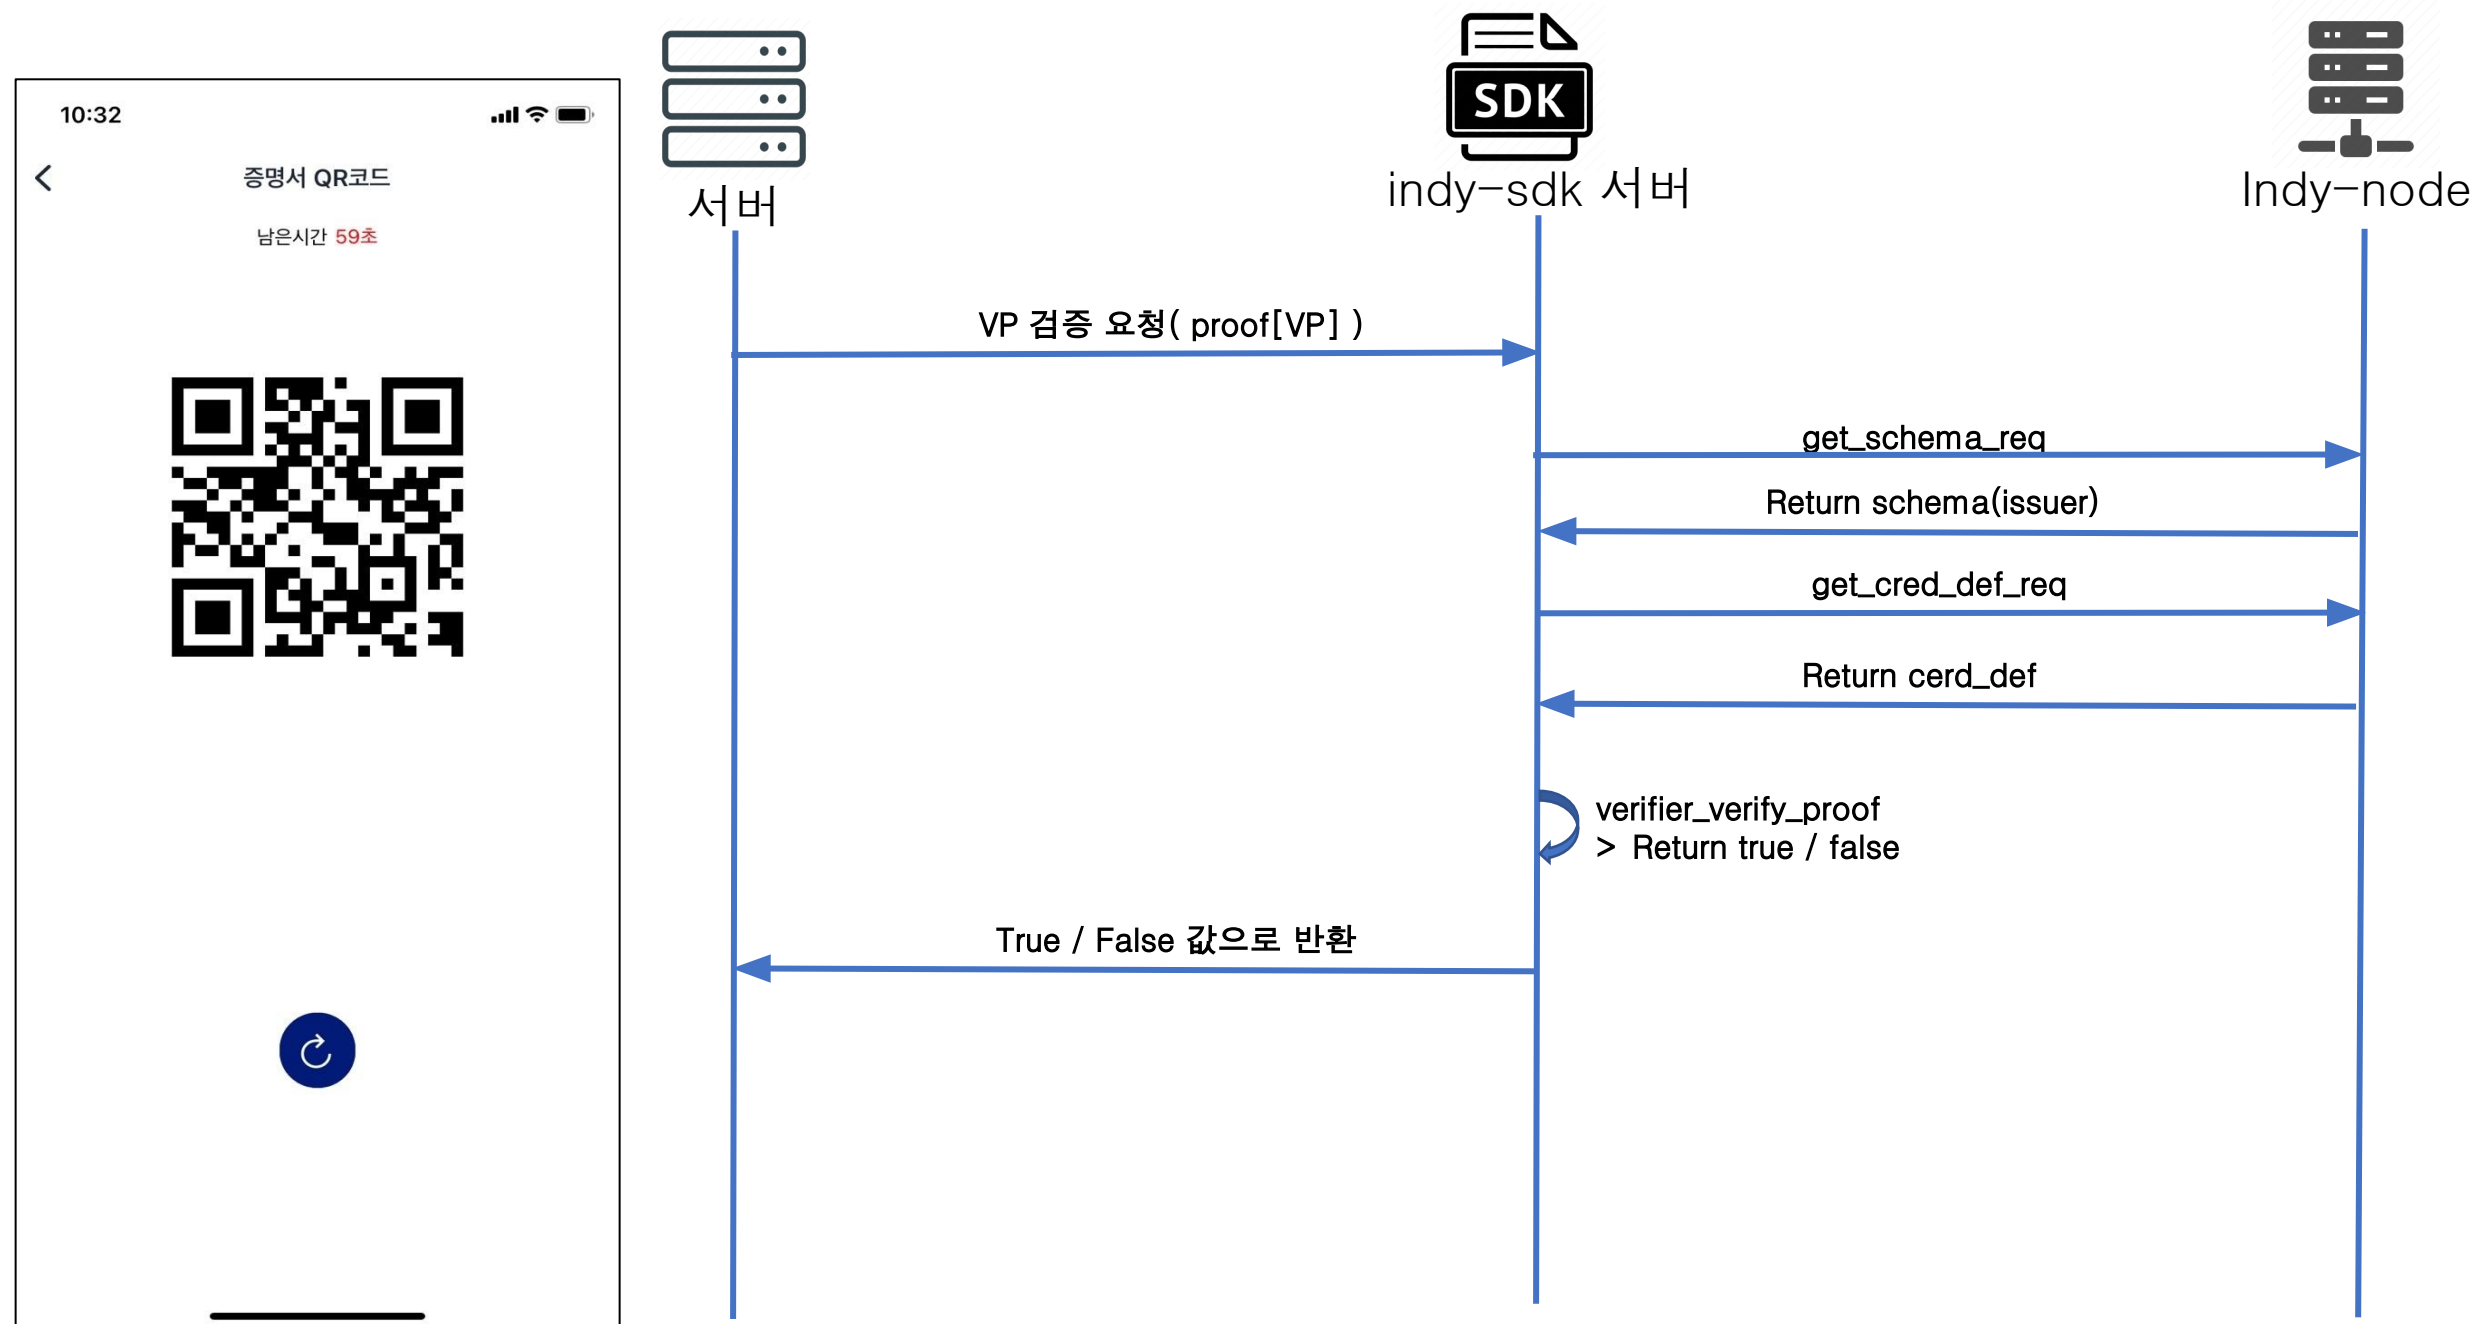 10:32
증명서 QR코드
남은시간 59초
서버
SDK
indy-sdk 서버
Indy-node
VP 검증 요청( proof[VP] )
get_schema_req
Return schema(issuer)
get_cred_def_req
Return cerd_def
verifier_verify_proof
> Return true / false
True / False 값으로 반환